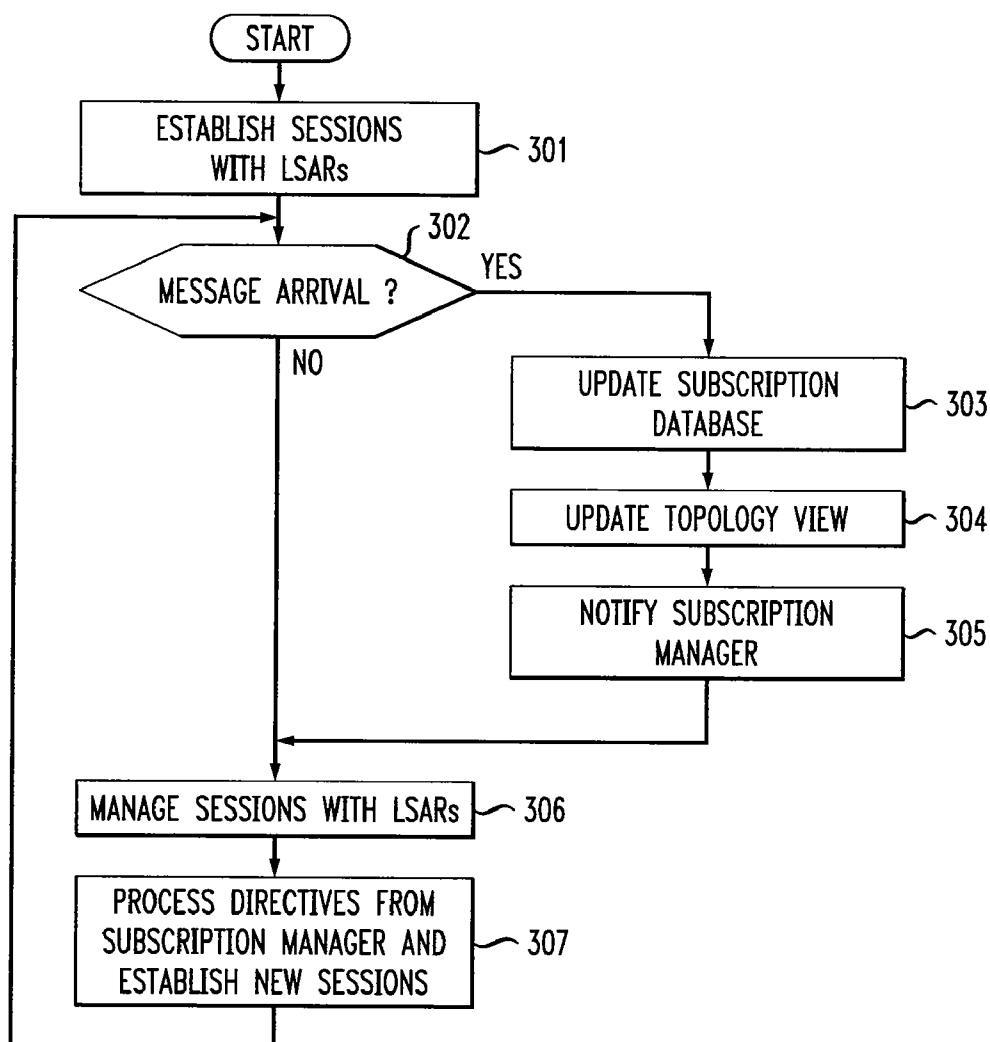 START
ESTABLISH SESSIONS
WITH LSARs
301
302
MESSAGE ARRIVAL ?
YES
NO
UPDATE SUBSCRIPTION
DATABASE
303
UPDATE TOPOLOGY VIEW
304
NOTIFY SUBSCRIPTION
MANAGER
305
MANAGE SESSIONS WITH LSARs
306
PROCESS DIRECTIVES FROM
SUBSCRIPTION MANAGER AND
ESTABLISH NEW SESSIONS
307